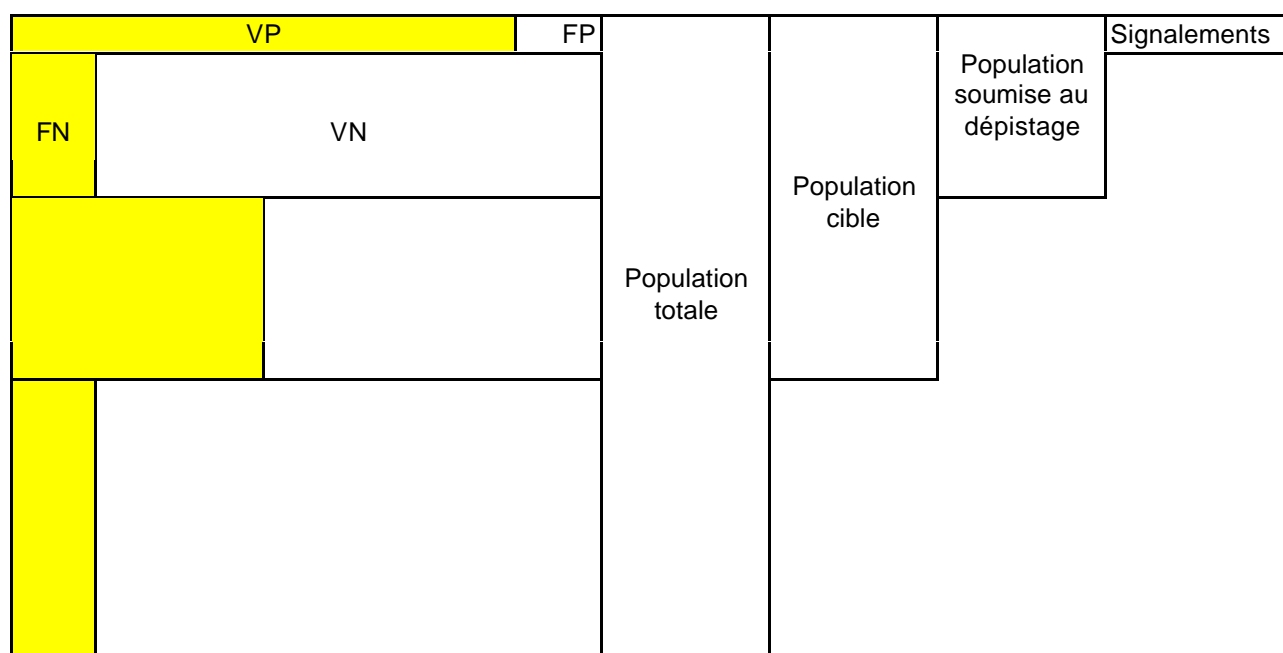 VP
FP
Signalements
Population
soumise au
dépistage
FN
VN
Population
cible
Population
totale